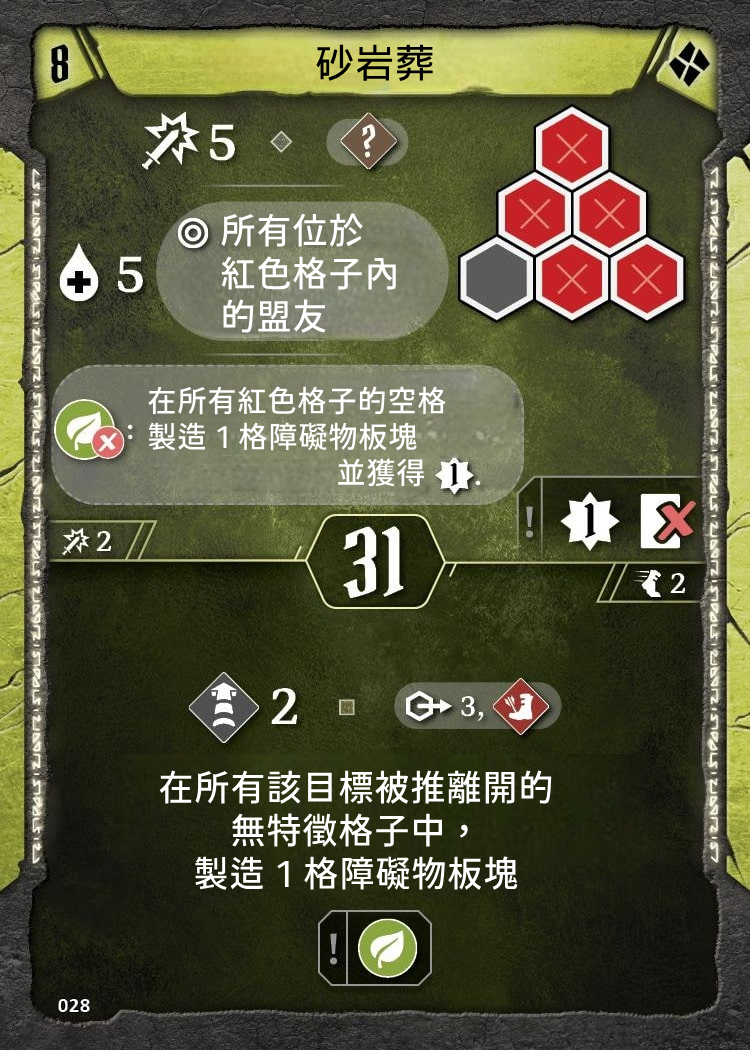 8
砂岩葬
5
?
5
所有位於
紅色格子內
的盟友
在所有紅色格子的空格
: 製造 1 格障礙物板塊
並獲得 1.
! 1
2
31
2
2
3,
在所有該目標被推離開的
無特徵格子中，
製造 1 格障礙物板塊
!
028